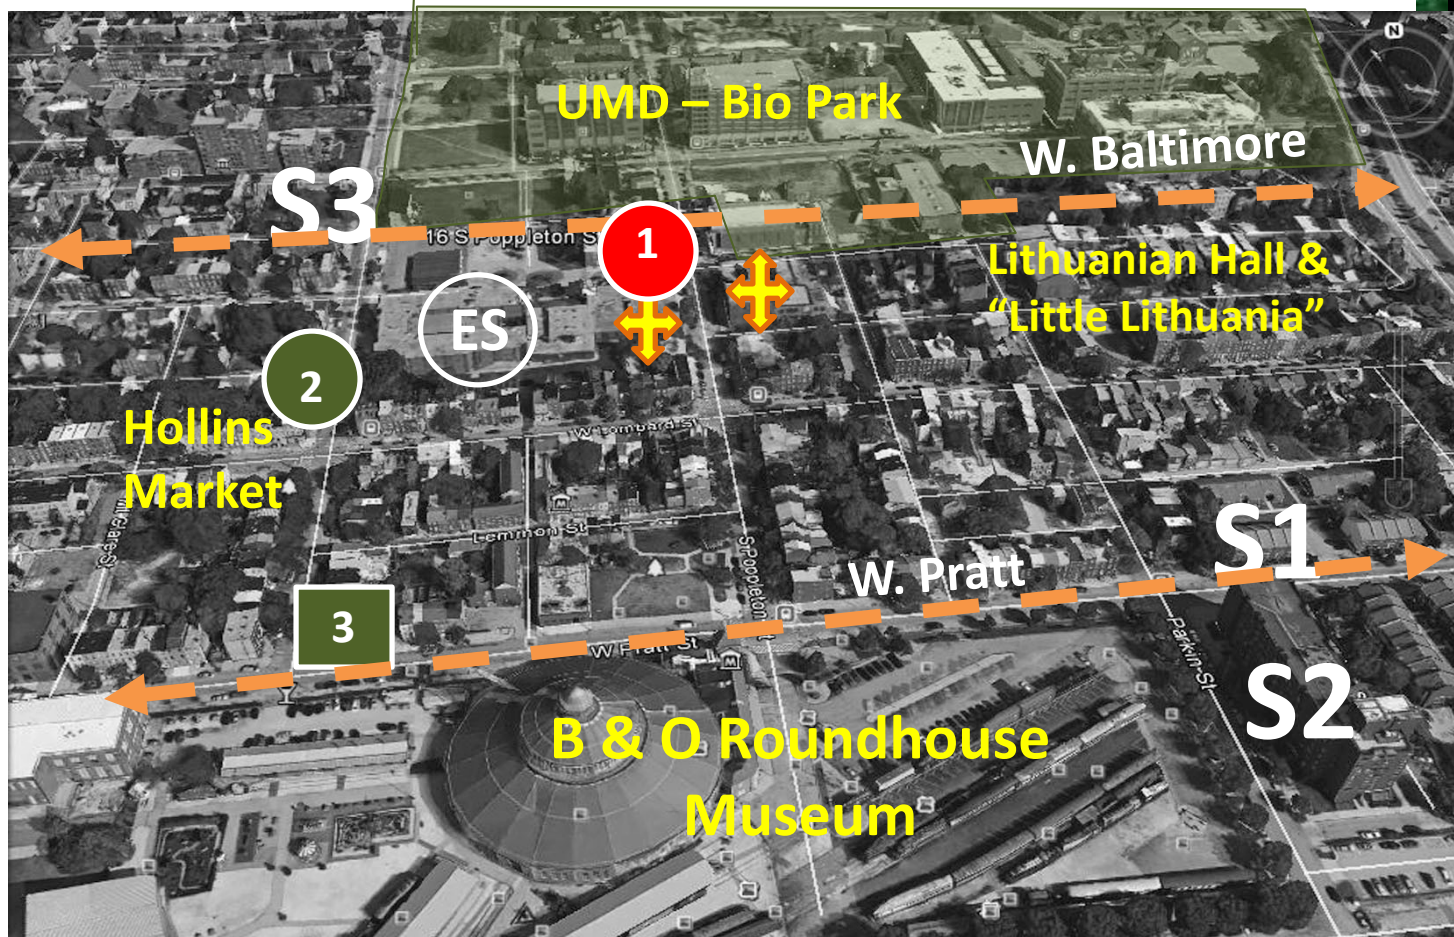 N
UMD – Bio Park
W. Baltimore
S3
16 S Poppleton S
1
Lithuanian Hall &
“Little Lithuania”
ES
2
Hollins
Market
W Lombard St
Lemmon St
S1
W. Pratt
S Poppleton St
3
W Pratt St
Parkin St
S2
B & O Roundhouse
Museum